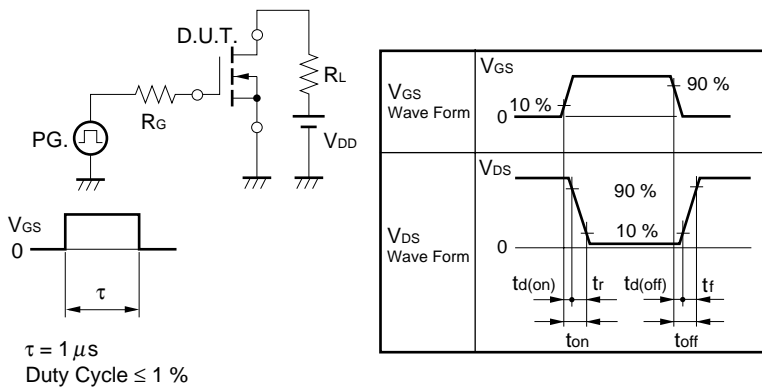 D.U.T.
RL
RG
PG.
VDD
VGS
0
τ
τ = 1 μs
Duty Cycle ≤ 1 %
VGS
Wave Form
VGS
10 %
90 %
0
VDS
Wave Form
VDS
90 %
10 %
0
td(on) tr td(off) tf
ton toff